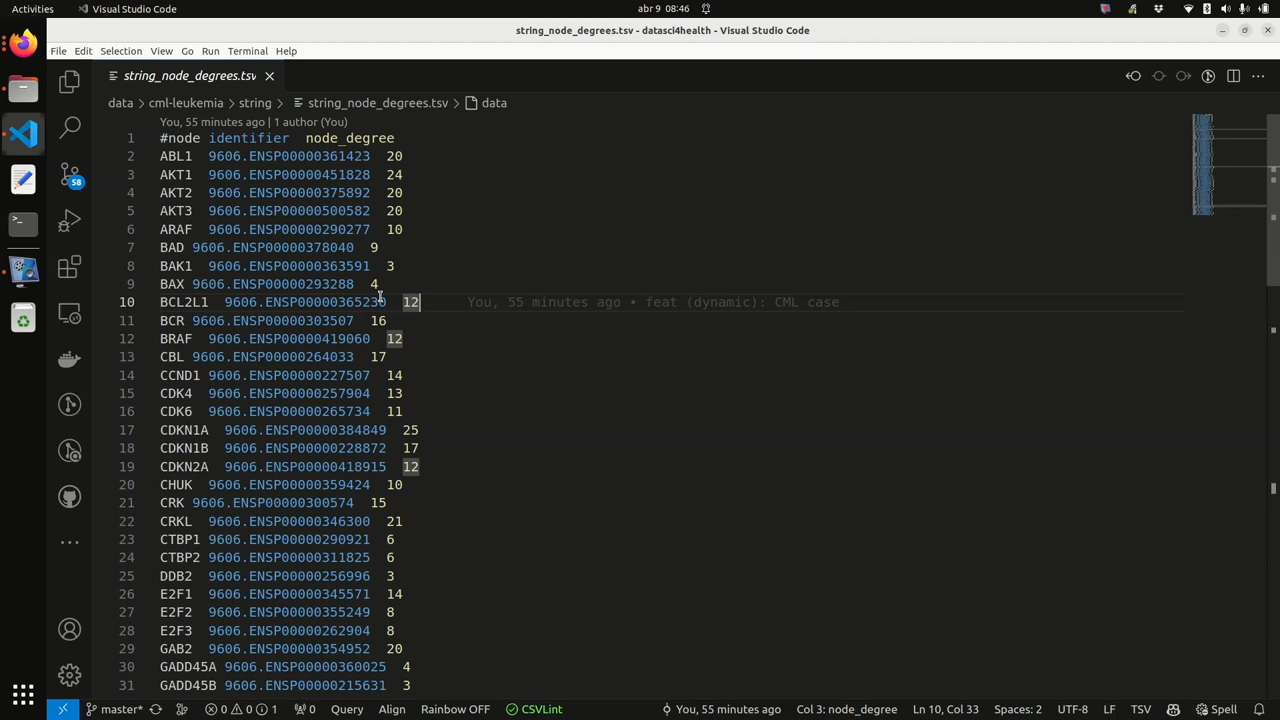 Activities Visual Studio Code abr 9 08:46
string_node_degrees.tsv - datasci4health - Visual Studio Code
File Edit Selection View Go Run Terminal Help
string_node_degrees.tsv
data > cml-leukemia > string > string_node_degrees.tsv > data
You, 55 minutes ago | 1 author (You)
1 #node identifier node_degree
2 ABL1 9606.ENSP00000361423 20
3 AKT1 9606.ENSP00000451828 24
4 AKT2 9606.ENSP00000375892 20
5 AKT3 9606.ENSP00000500582 20
6 ARAF 9606.ENSP00000290277 10
7 BAD 9606.ENSP00000378040 9
8 BAK1 9606.ENSP00000363591 3
9 BAX 9606.ENSP00000293288 4
10 BCL2L1 9606.ENSP00000365230 12 You, 55 minutes ago • feat (dynamic): CML case
11 BCR 9606.ENSP00000303507 16
12 BRAF 9606.ENSP00000419060 12
13 CBL 9606.ENSP00000264033 17
14 CCND1 9606.ENSP00000227507 14
15 CDK4 9606.ENSP00000257904 13
16 CDK6 9606.ENSP00000265734 11
17 CDKN1A 9606.ENSP00000384849 25
18 CDKN1B 9606.ENSP00000228872 17
19 CDKN2A 9606.ENSP00000418915 12
20 CHUK 9606.ENSP00000359424 10
21 CRK 9606.ENSP00000300574 15
22 CRKL 9606.ENSP00000346300 21
23 CTBP1 9606.ENSP00000290921 6
24 CTBP2 9606.ENSP00000311825 6
25 DDB2 9606.ENSP00000256996 3
26 E2F1 9606.ENSP00000345571 14
27 E2F2 9606.ENSP00000355249 8
28 E2F3 9606.ENSP00000262904 8
29 GAB2 9606.ENSP00000354952 20
30 GADD45A 9606.ENSP00000360025 4
31 GADD45B 9606.ENSP00000215631 3
58
master* 0 0 1 0 Query Align Rainbow OFF CSVLint You, 55 minutes ago Col 3: node_degree Ln 10, Col 33 Spaces: 2 UTF-8 LF TSV Spell